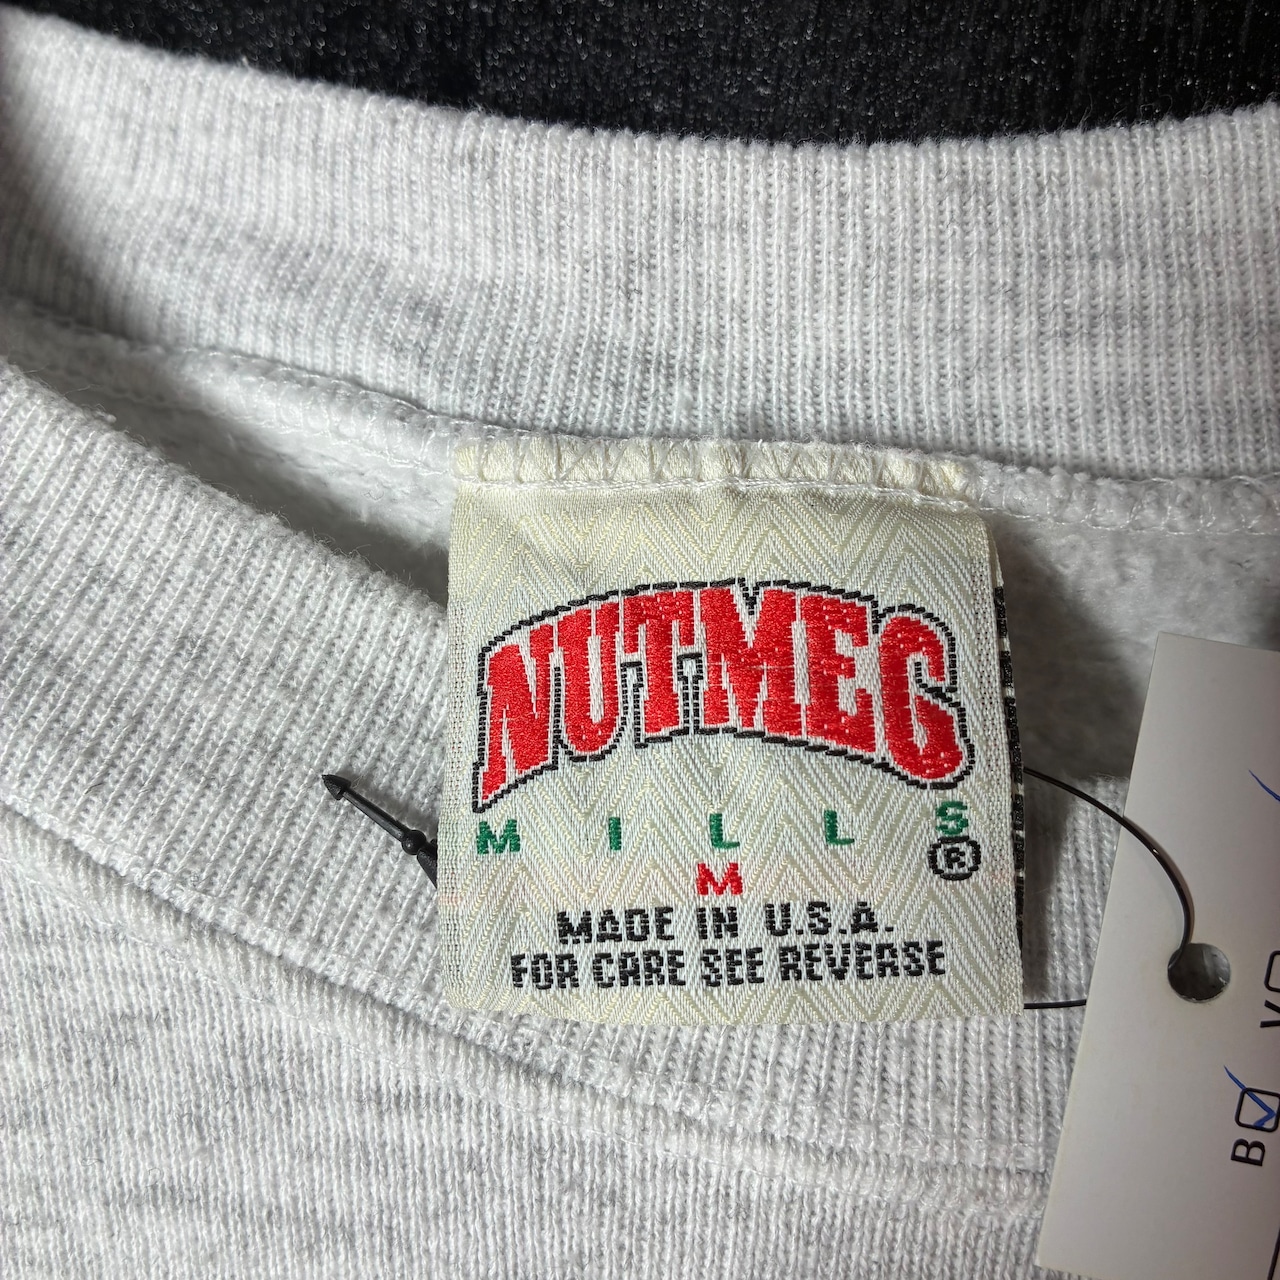 NUTMEG
MILLS
®
M
MADE IN U.S.A.
FOR CARE SEE REVERSE